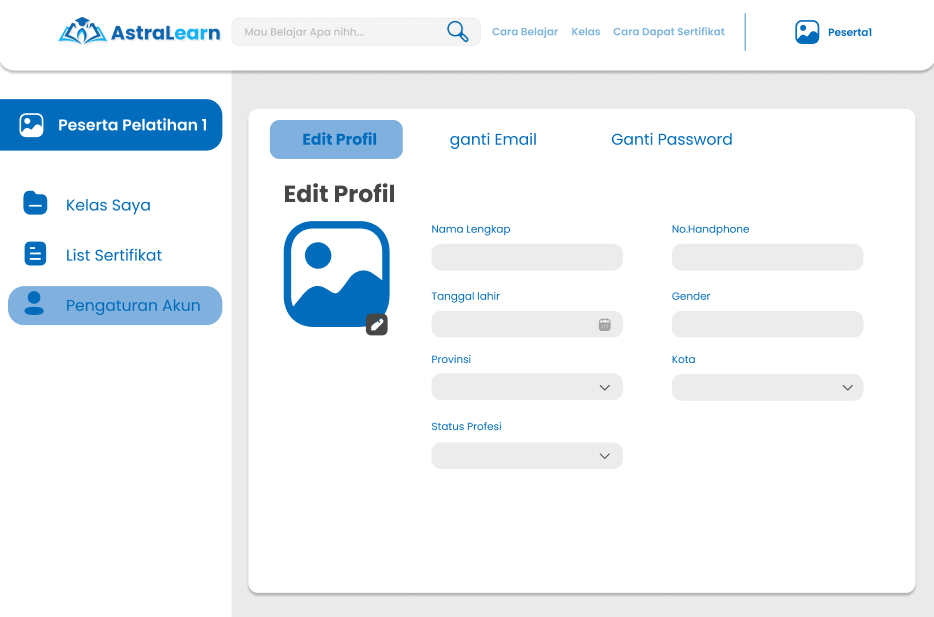 AstraLearn
Mau Belajar Apa nihh...
Cara Belajar
Kelas
Cara Dapat Sertifikat
Peserta1
Peserta Pelatihan 1
Kelas Saya
List Sertifikat
Pengaturan Akun
Edit Profil
ganti Email
Ganti Password
Edit Profil
Nama Lengkap
No.Handphone
Tanggal lahir
Gender
Provinsi
Kota
Status Profesi